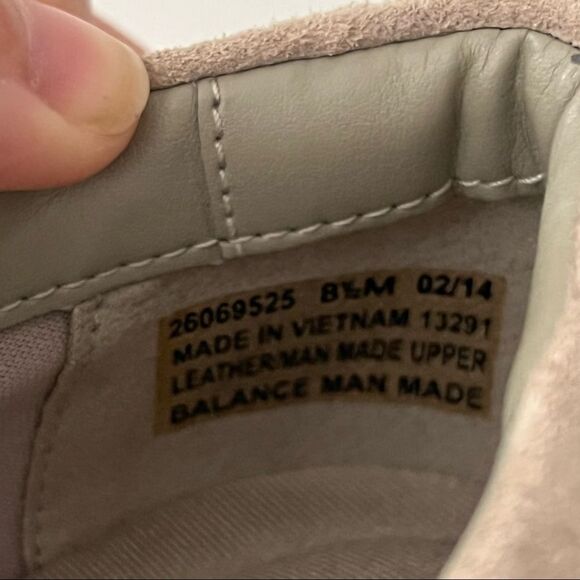 26069525 8½M 02/14
MADE IN VIETNAM 13291
LEATHER/MAN MADE UPPER
BALANCE MAN MADE